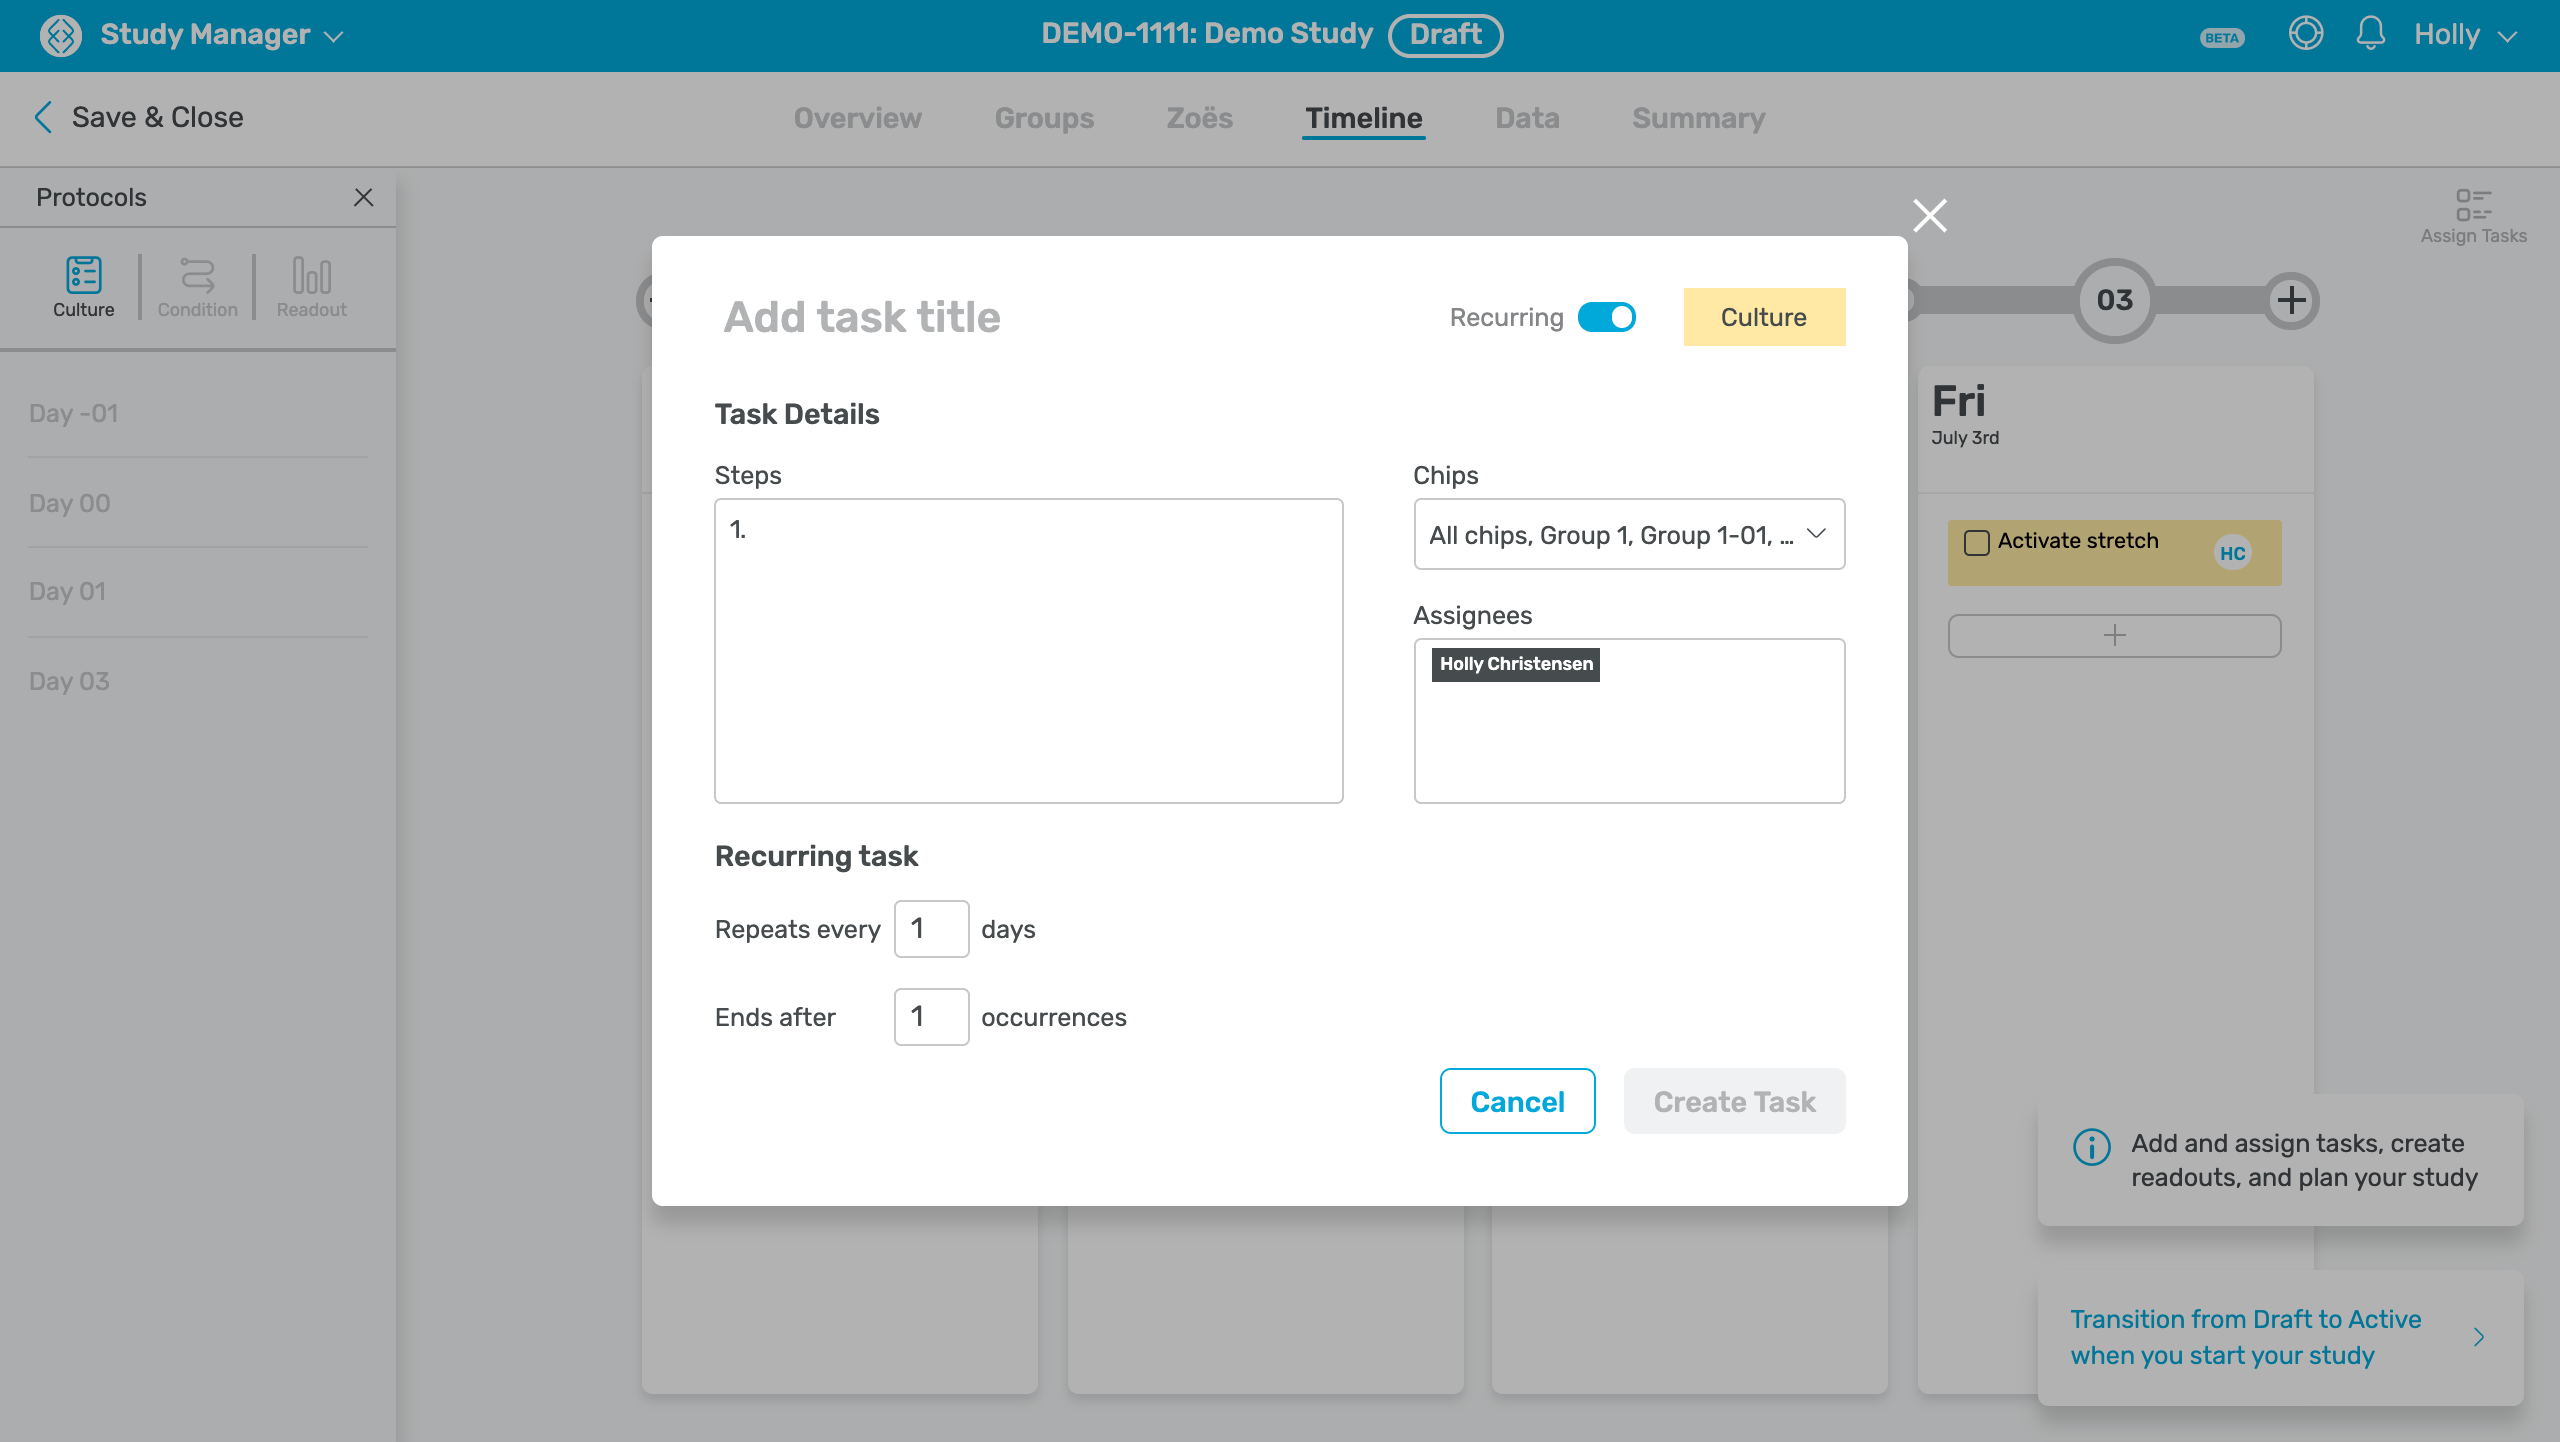 Study Manager
DEMO-1111: Demo Study
Draft
BETA
Holly
Save & Close
Overview
Groups
Zoës
Timeline
Data
Summary
Protocols
Culture
Condition
Readout
Day -01
Day 00
Day 01
Day 03
Assign Tasks
03
Fri
July 3rd
Activate stretch
HC
Add task title
Recurring
Culture
Task Details
Steps
1.
Chips
All chips, Group 1, Group 1-01, ...
Assignees
Holly Christensen
Recurring task
Repeats every 1 days
Ends after 1 occurrences
Cancel
Create Task
Add and assign tasks, create
readouts, and plan your study
Transition from Draft to Active
when you start your study